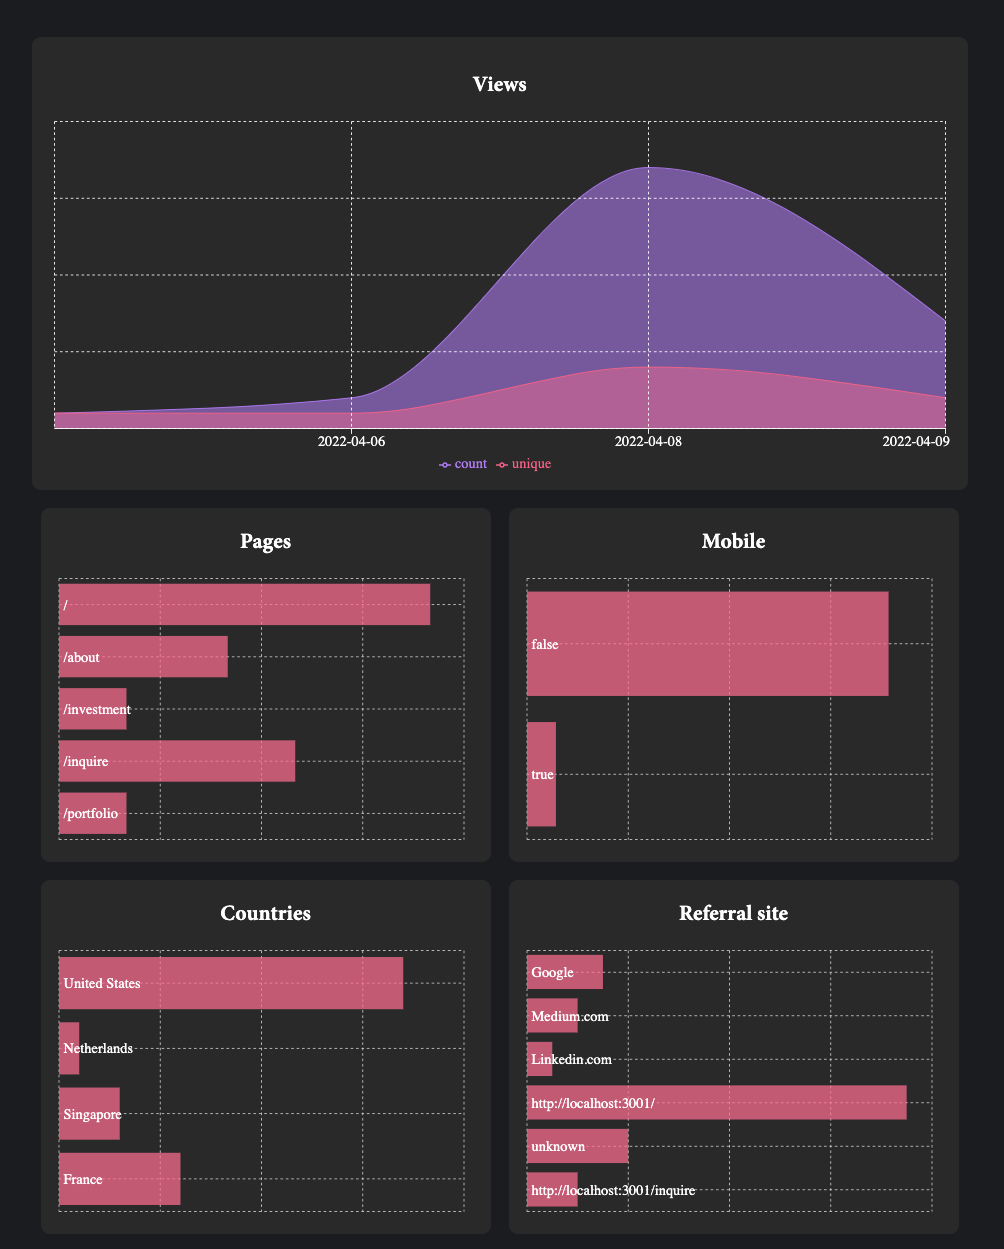 Views
2022-04-06 2022-04-08 2022-04-09
count unique
Pages
/
/about
/investment
/inquire
/portfolio
Mobile
false
true
Countries
United States
Netherlands
Singapore
France
Referral site
Google
Medium.com
Linkedin.com
http://localhost:3001/
unknown
http://localhost:3001/inquire